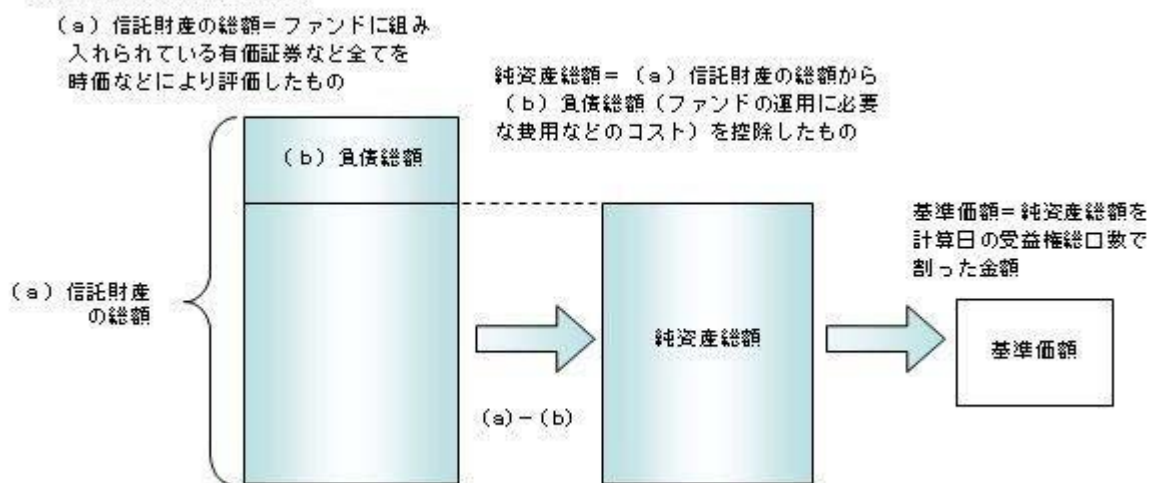 (a)信託財産の総額=ファンドに組み
入れられている有価証券など全てを
時価などにより評価したもの
純資産総額=(a)信託財産の総額から
(b)負債総額(ファンドの運用に必要
な費用などのコスト)を控除したもの
(b)負債総額
基準価額=純資産総額を
計算日の受益権総口数で
割った金額
(a)信託財産
の総額
純資産総額
基準価額
(a)-(b)